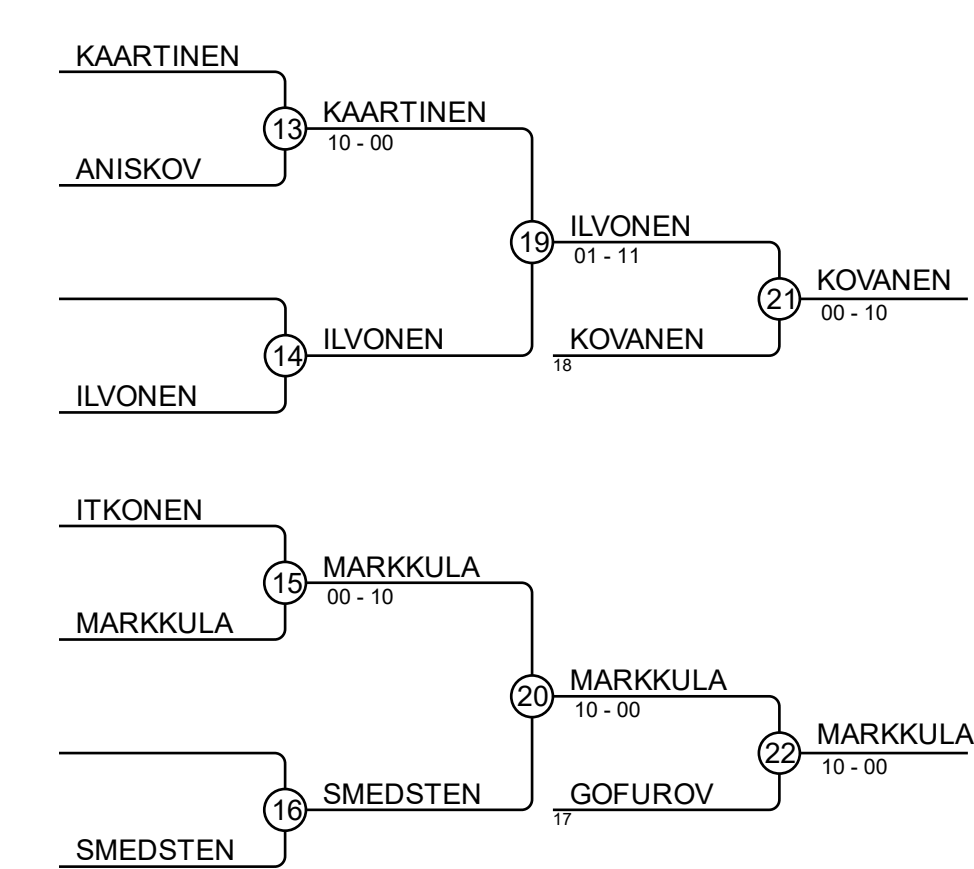 KAARTINEN
13
KAARTINEN
10 - 00
ANISKOV
19
ILVONEN
01 - 11
21
KOVANEN
00 - 10
14
ILVONEN
KOVANEN
18
ILVONEN
ITKONEN
15
MARKKULA
00 - 10
MARKKULA
20
MARKKULA
10 - 00
22
MARKKULA
10 - 00
16
SMEDSTEN
GOFUROV
17
SMEDSTEN